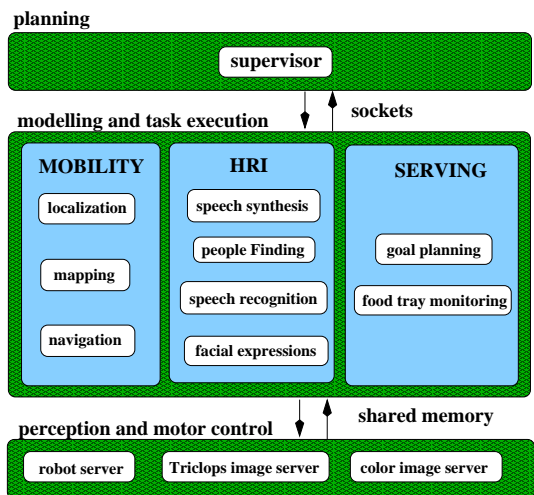 planning
supervisor
sockets
modelling and task execution
MOBILITY
localization
mapping
navigation
HRI
speech synthesis
people Finding
speech recognition
facial expressions
SERVING
goal planning
food tray monitoring
shared memory
perception and motor control
robot server
Triclops image server
color image server